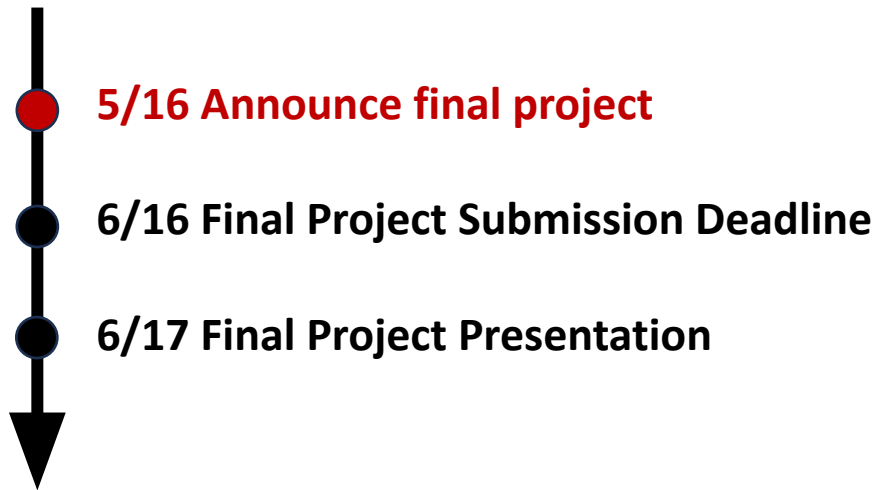 5/16 Announce final project
6/16 Final Project Submission Deadline
6/17 Final Project Presentation